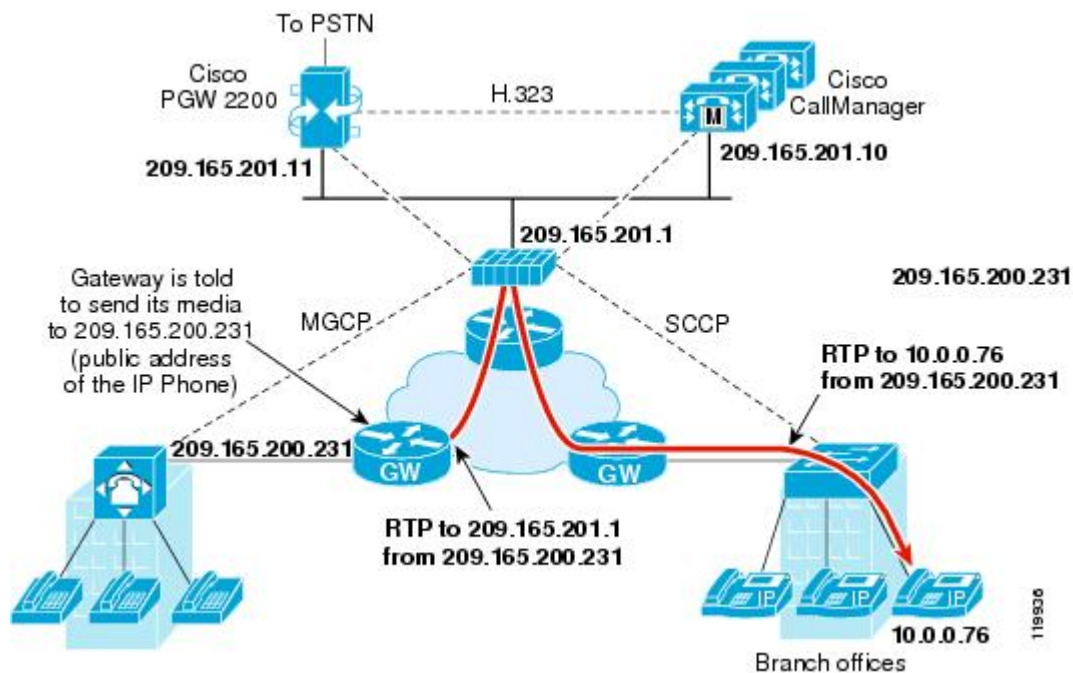 To PSTN
Cisco
PGW 2200
H.323
Cisco
CallManager
M
209.165.201.11
209.165.201.10
209.165.201.1
Gateway is told
to send its media
to 209.165.200.231
(public address
of the IP Phone)
MGCP
SCCP
209.165.200.231
RTP to 10.0.0.76
from 209.165.200.231
209.165.200.231
GW
GW
RTP to 209.165.201.1
from 209.165.200.231
IP
IP
IP
10.0.0.76
Branch offices
119936